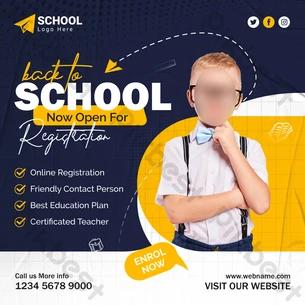 SCHOOL
Logo Here
back to
SCHOOL
Now Open For
Registration
Online Registration
Friendly Contact Person
Best Education Plan
Certificated Teacher
ENROL
NOW
Call us More info
1234 5678 9000
www.webname.com
VISIT OUR WEBSITE